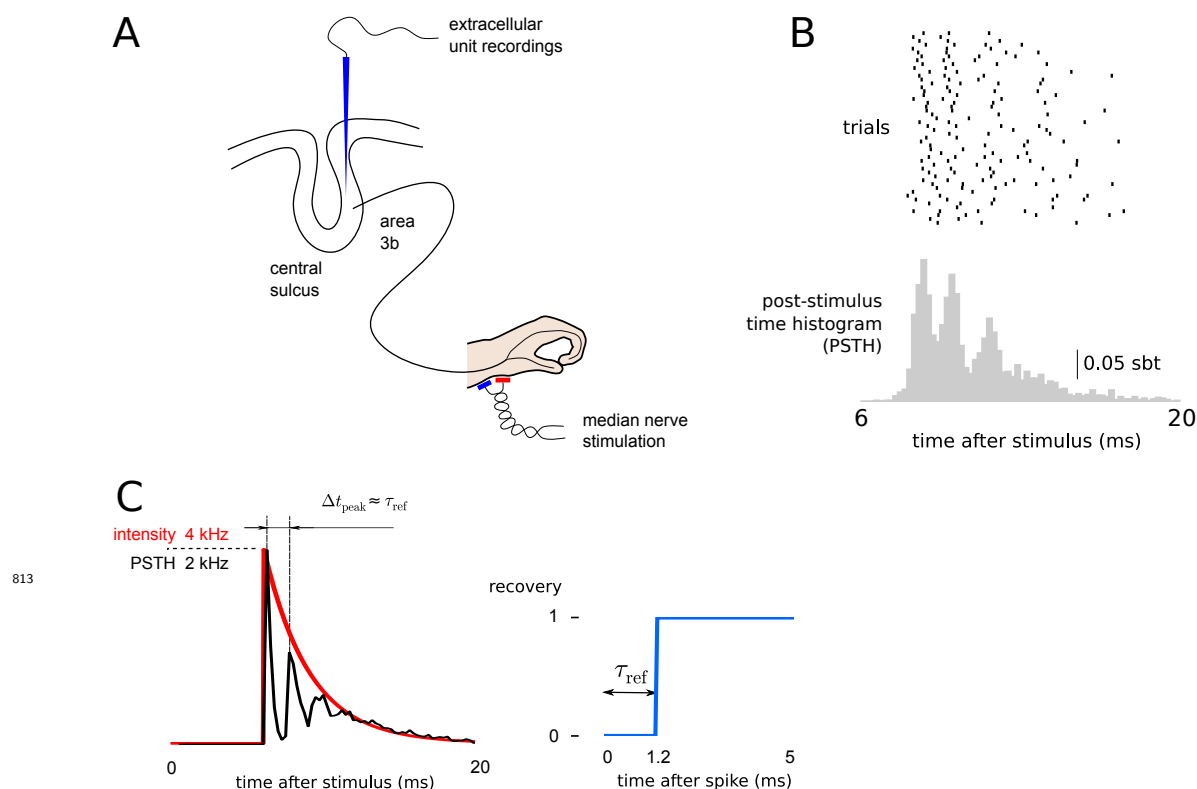 A
extracellular
unit recordings
area
3b
central
sulcus
median nerve
stimulation
B
trials
post-stimulus
time histogram
(PSTH)
0.05 sbt
6
20
time after stimulus (ms)
C
Δt_peak ≈ τ_ref
intensity 4 kHz
PSTH 2 kHz
0
20
time after stimulus (ms)
recovery
1
τ_ref
0
0 1.2 5
time after spike (ms)
813